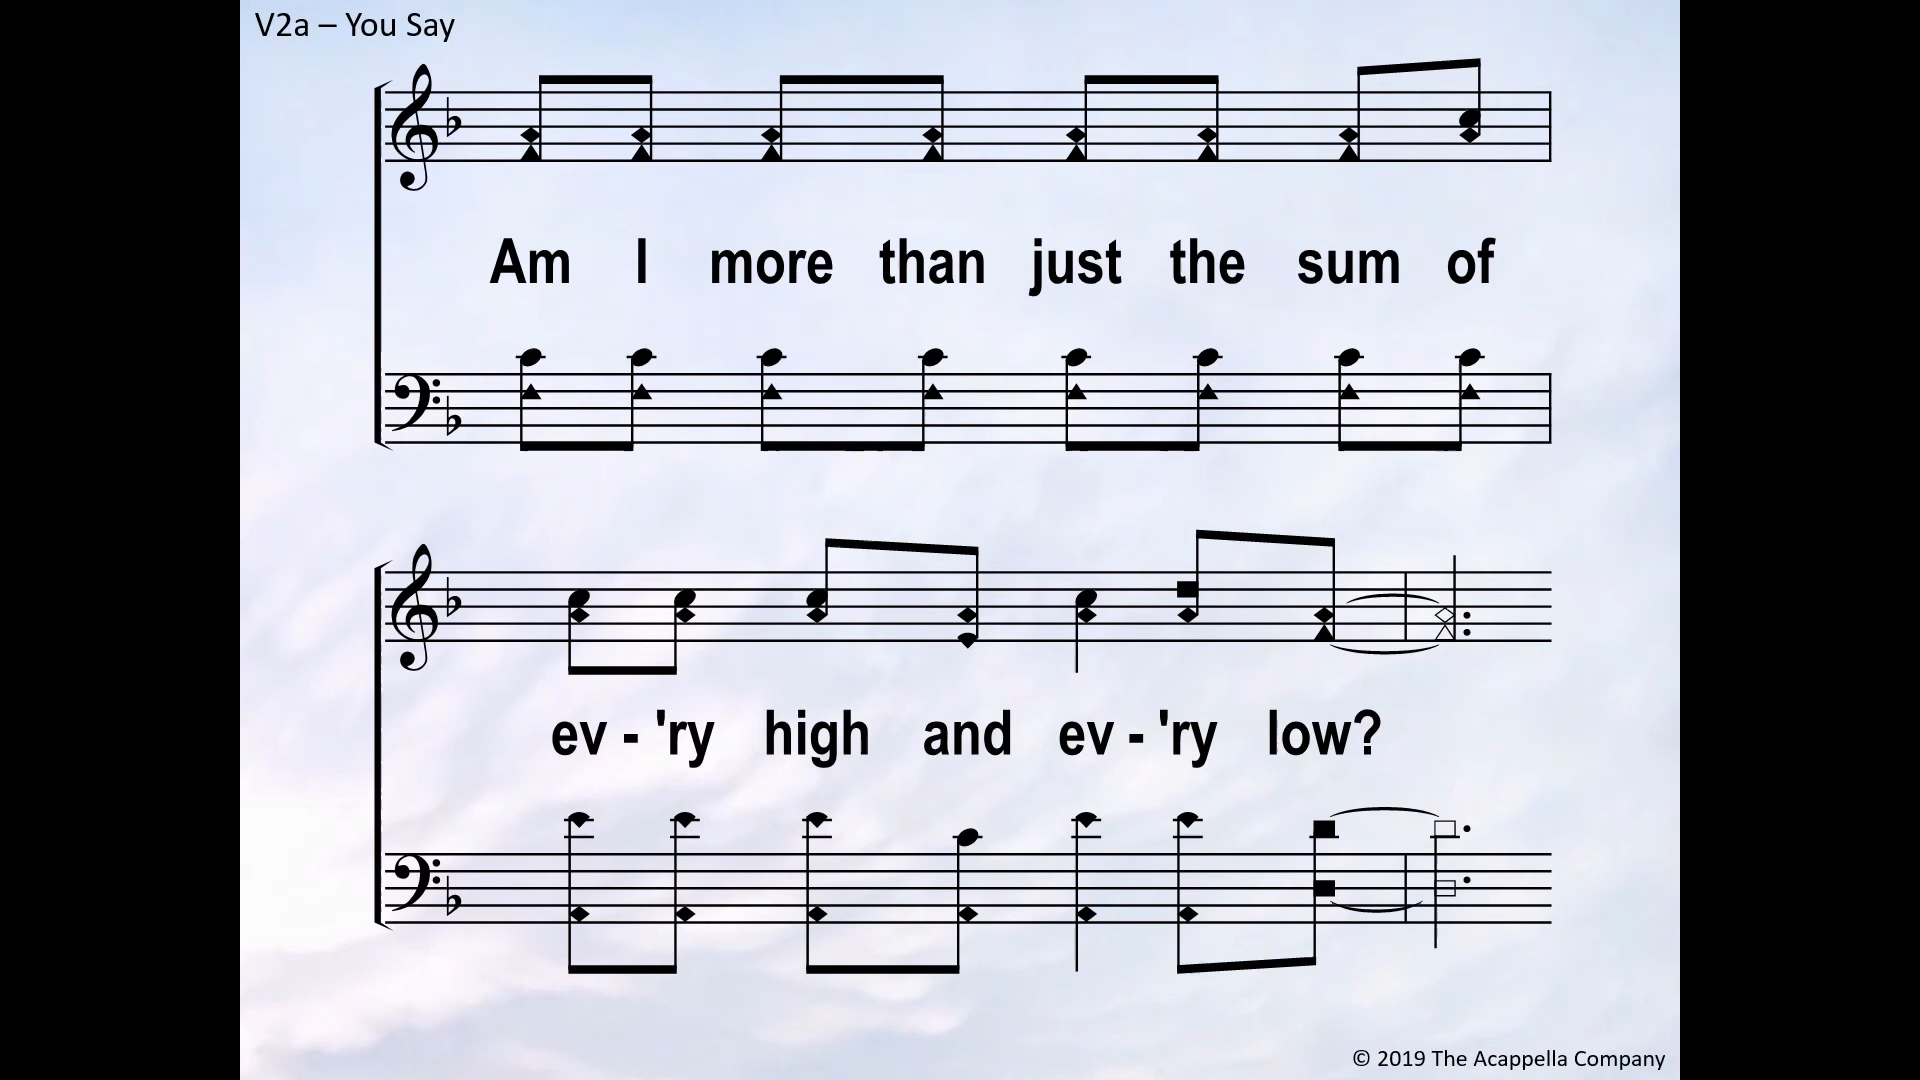 V2a – You Say
Am I more than just the sum of
ev - 'ry high and ev - 'ry low?
© 2019 The Acappella Company